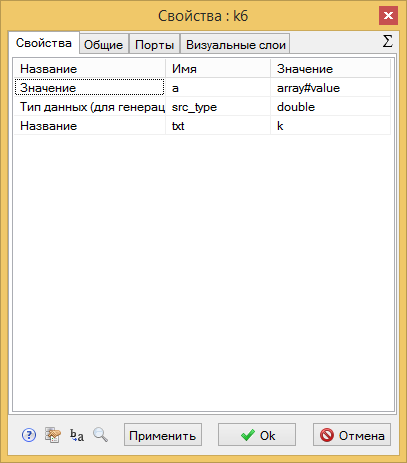 Свойства : k6
Свойства Общие Порты Визуальные слои Σ
Название Имя Значение
Значение a array#value
Тип данных (для генерац src_type double
Название txt k
? b a Применить Ok Отмена